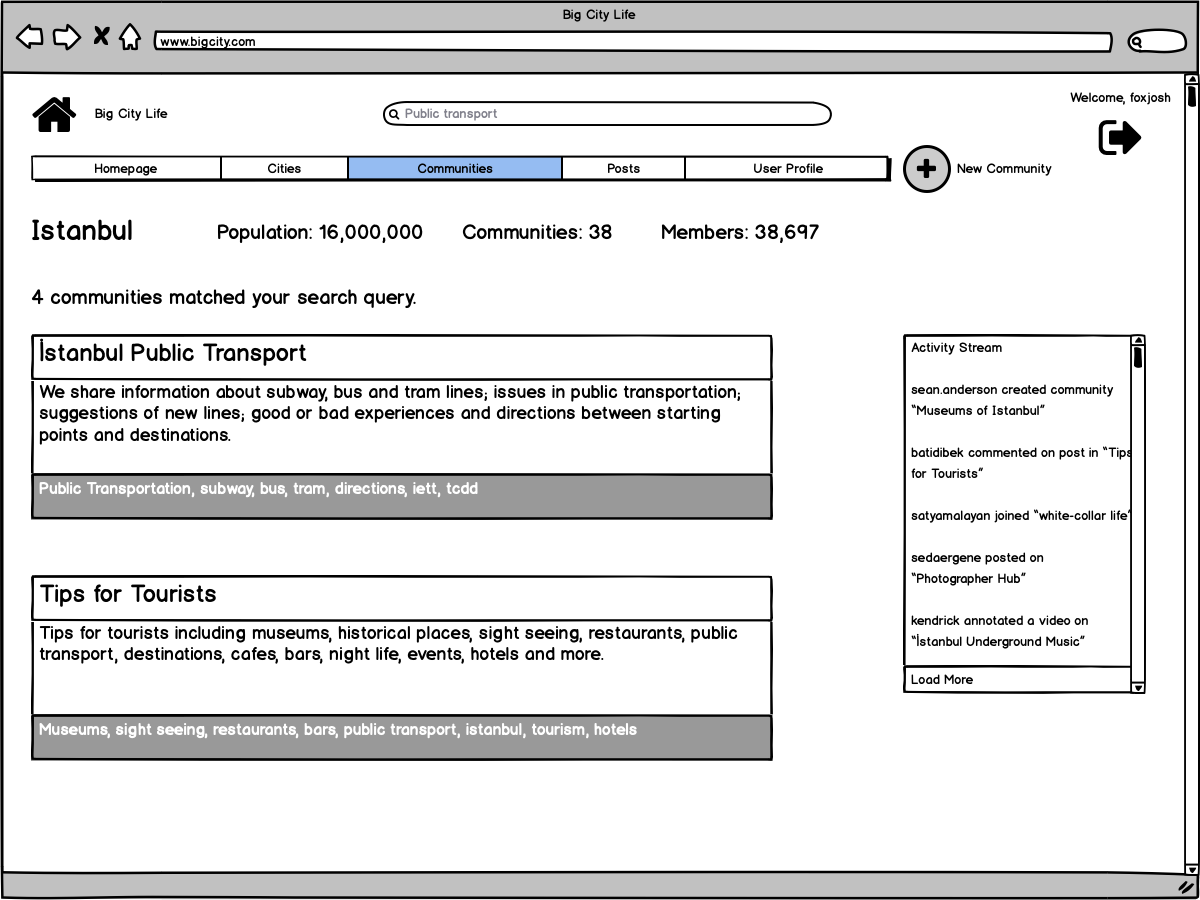 Big City Life
www.bigcity.com
Welcome, foxjosh
Big City Life
Public transport
Homepage
Cities
Communities
Posts
User Profile
New Community
Istanbul
Population: 16,000,000
Communities: 38
Members: 38,697
4 communities matched your search query.
İstanbul Public Transport
We share information about subway, bus and tram lines; issues in public transportation;
suggestions of new lines; good or bad experiences and directions between starting
points and destinations.
Public Transportation, subway, bus, tram, directions, iett, tcdd
Tips for Tourists
Tips for tourists including museums, historical places, sight seeing, restaurants, public
transport, destinations, cafes, bars, night life, events, hotels and more.
Museums, sight seeing, restaurants, bars, public transport, istanbul, tourism, hotels
Activity Stream
sean.anderson created community
"Museums of Istanbul"
batidibek commented on post in "Tips
for Tourists"
satyamalayan joined "white-collar life"
sedaergene posted on
"Photographer Hub"
kendrick annotated a video on
"İstanbul Underground Music"
Load More